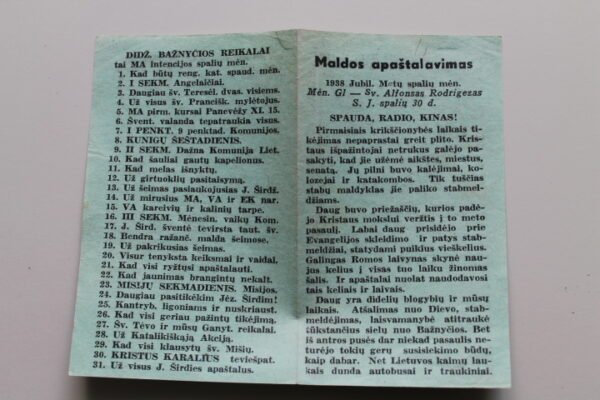 DIDŽ. BAŽNYČIOS REIKALAI
tai MA intencijos spalių mėn.
1. Kad būtų reng. kat. spaud. mėn.
2. I SEKM. Angelaičiai.
3. Daugiau šv. Teresėl. dvas. visiems.
4. Už visus šv. Prancišk. mylėtojus.
5. MA pirm. kursai Panevėžy XI. 15.
6. Švent. valanda tepatraukia visus.
7. I PENKT. 9 penktad. Komunijos.
8. KUNIGŲ ŠEŠTADIENIS.
9. II SEKM. Dažna Komunija Liet.
10. Kad šauliai gautų kapelionus.
11. Kad melas išnyktų.
12. Už girtuoklių pasitaisymą.
13. Už šeimas pasiaukojusias J. Širdž.
14. Už mirusius MA, VA ir EK nar.
15. VA kareivių ir kalinių tarpe.
16. III SEKM. Mėnesin. vaikų Kom.
17. J. Šird. šventė tevirsta taut. šv.
18. Bendra ražanč. malda šeimose.
19. Už pakrikusias šeimas.
20. Visur tenyksta keiksmai ir vaidai.
21. Kad visi ryžtųsi apaštalauti.
22. Kad jaunimas brangintų nekalt.
23. MISIJŲ SEKMADIENIS. Misijos.
24. Daugiau pasitikėjim Jėz. Širdim!
25. Kantryb. ligoniams ir nuskriaust.
26. Kad visi geriau pažintų tikėjimą.
27. Šv. Tėvo ir mūsų Ganyt. reikalai.
28. Už Katalikiškąją Akciją.
29. Kad visi klausytų šv. Mišių.
30. KRISTUS KARALIUS teviešpat.
31. Už visus J. Širdies apaštalus.
Maldos apaštalavimas
1938 Jubil. Metų spalių mėn.
Mėn. Gl — Šv. Alfonsas Rodrigezas
S. J. spalių 30 d.
SPAUDA, RADIO, KINAS!
Pirmaisiais krikščionybės laikais ti-
kėjimas nepaprastai greit plito. Kris-
taus išpažintojai netrukus galėjo pa-
sakyti, kad jie užėmė aikštes, miestus,
senatą. Jų pilni buvo kalėjimai, ko-
liozėjai ir katakombos. Tik tuščias
stabų maldyklas jie paliko stabmel-
džiams.
Daug buvo priežasčių, kurios padė-
jo Kristaus mokslui veržtis į to meto
pasaulį. Labai daug prisidėjo prie
Evangelijos skleidimo ir patys stab-
meldžiai, statydami puikius vieškelius.
Galingas Romos laivynas skynė nau-
jus kelius į visas tuo laiku žinomas
šalis. Ir apaštalai nuolat naudodavosi
tais keliais ir laivais.
Daug yra didelių blogybių ir mūsų
laikais. Atšalimas nuo Dievo, stab-
meldėjimas, laisvamanybė atitraukė
tūkstančius sielų nuo Bažnyčios. Bet
iš antros pusės dar niekad pasaulis ne-
turėjo tokių gerų susisiekimo būdų,
kaip dabar. Net Lietuvos kaimų lau-
kais dunda autobusai ir traukiniai.